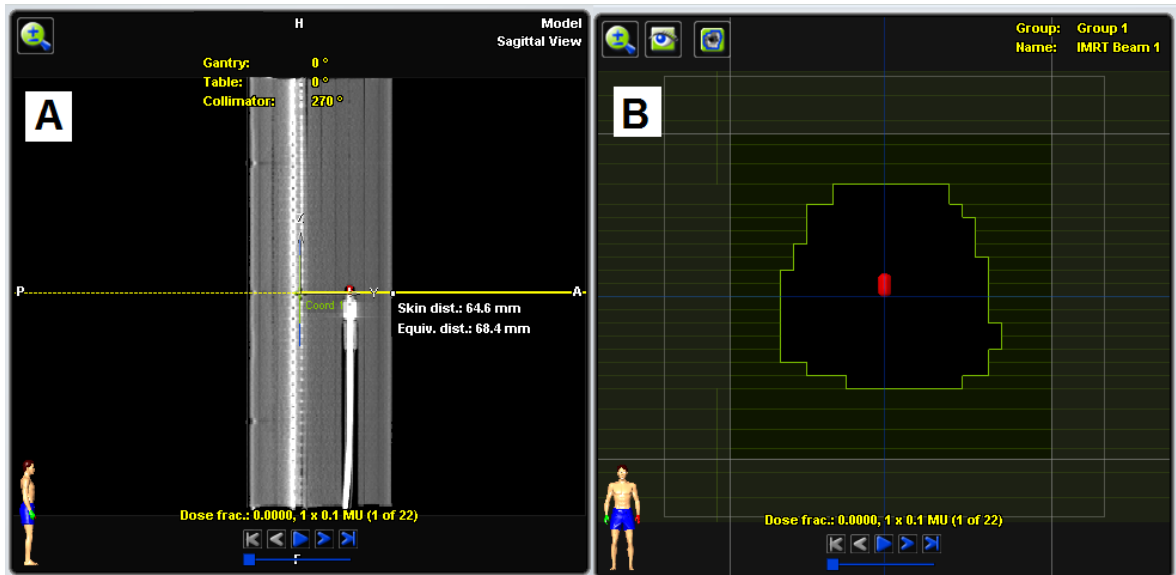 H
Model
Sagittal View
Gantry: 0 °
Table: 0 °
Collimator: 270 °
A
Z
P
Y
A
Coord 1
Skin dist.: 64.6 mm
Equiv. dist.: 68.4 mm
Dose frac.: 0.0000, 1 x 0.1 MU (1 of 22)
F
Group: Group 1
Name: IMRT Beam 1
B
Dose frac.: 0.0000, 1 x 0.1 MU (1 of 22)